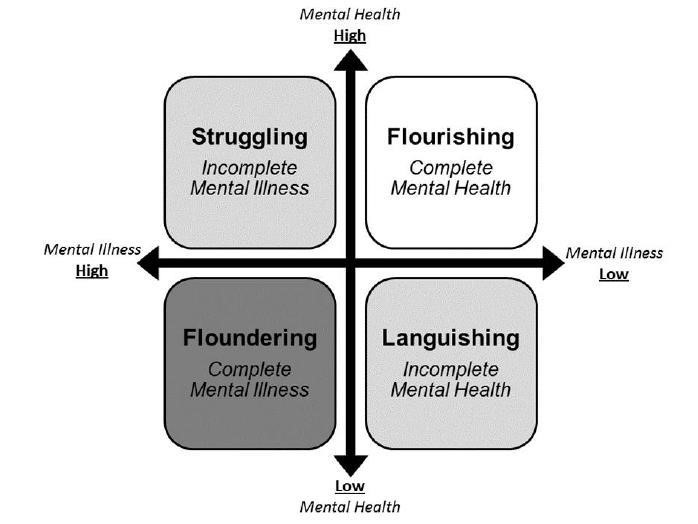 Mental Health
High
Struggling
Incomplete
Mental Illness
Flourishing
Complete
Mental Health
Mental Illness
High
Mental Illness
Low
Floundering
Complete
Mental Illness
Languishing
Incomplete
Mental Health
Low
Mental Health